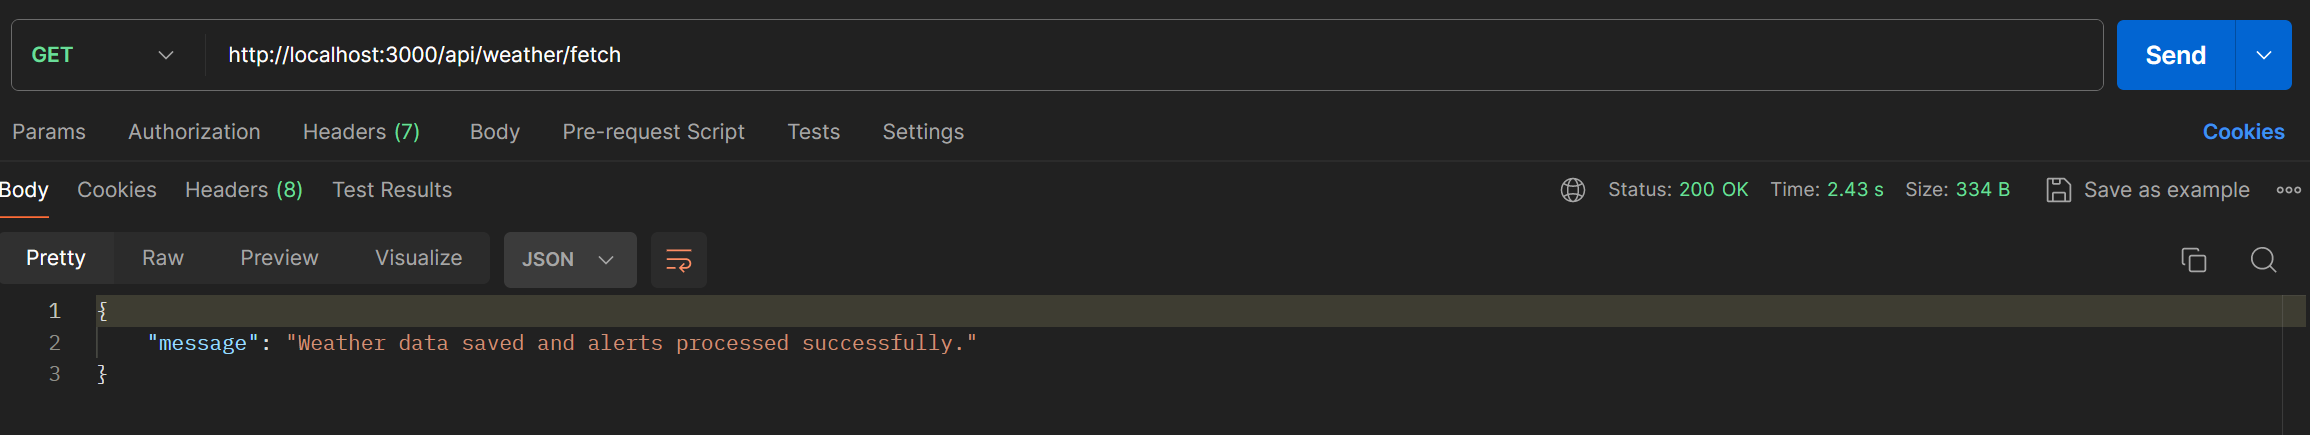 GET http://localhost:3000/api/weather/fetch Send
Params Authorization Headers (7) Body Pre-request Script Tests Settings Cookies
Body Cookies Headers (8) Test Results Status: 200 OK Time: 2.43 s Size: 334 B Save as example
Pretty Raw Preview Visualize JSON
1 {
2 "message": "Weather data saved and alerts processed successfully."
3 }